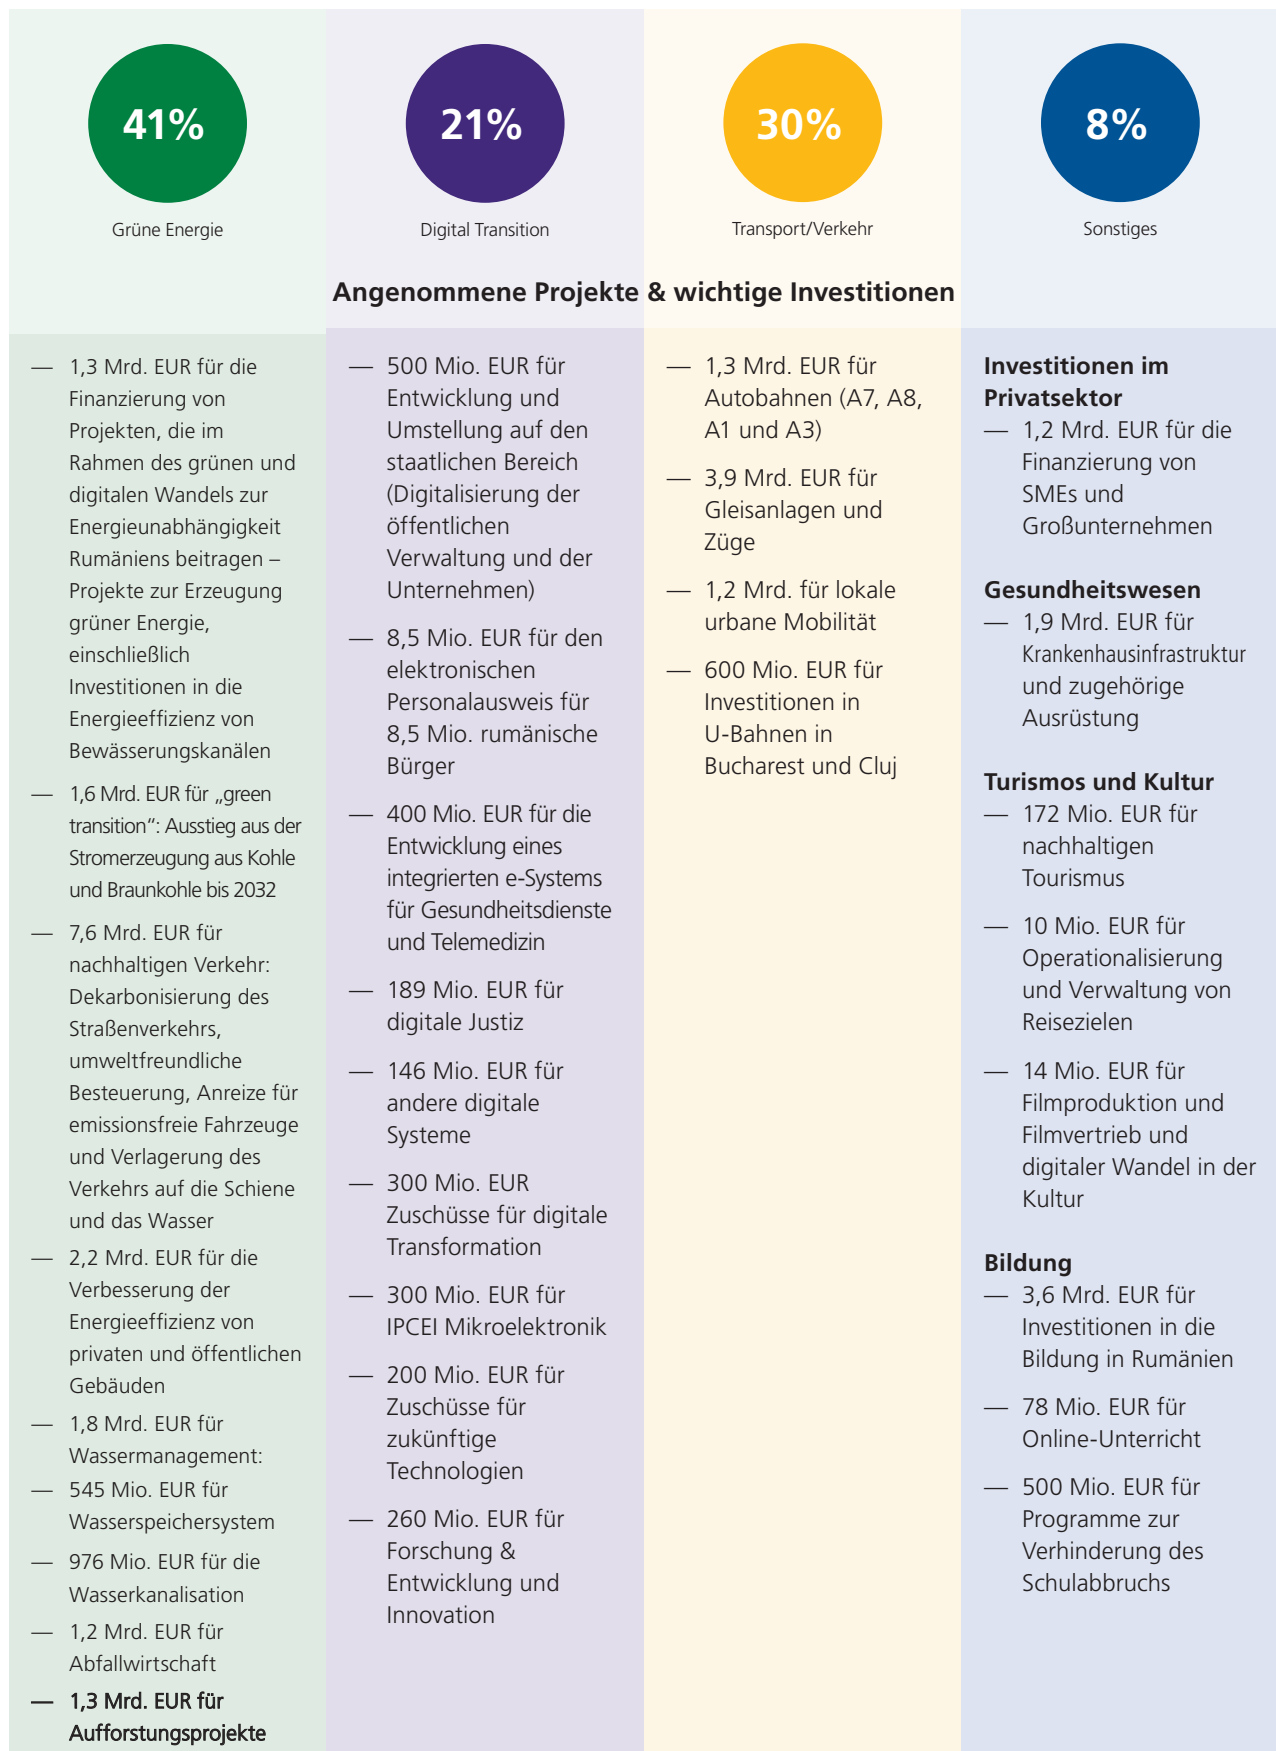 41%
Grüne Energie
21%
Digital Transition
30%
Transport/Verkehr
8%
Sonstiges
Angenommene Projekte & wichtige Investitionen
— 1,3 Mrd. EUR für die
Finanzierung von
Projekten, die im
Rahmen des grünen und
digitalen Wandels zur
Energieunabhängigkeit
Rumäniens beitragen –
Projekte zur Erzeugung
grüner Energie,
einschließlich
Investitionen in die
Energieeffizienz von
Bewässerungskanälen
— 1,6 Mrd. EUR für „green
transition“: Ausstieg aus der
Stromerzeugung aus Kohle
und Braunkohle bis 2032
— 7,6 Mrd. EUR für
nachhaltigen Verkehr:
Dekarbonisierung des
Straßenverkehrs,
umweltfreundliche
Besteuerung, Anreize für
emissionsfreie Fahrzeuge
und Verlagerung des
Verkehrs auf die Schiene
und das Wasser
— 2,2 Mrd. EUR für die
Verbesserung der
Energieeffizienz von
privaten und öffentlichen
Gebäuden
— 1,8 Mrd. EUR für
Wassermanagement:
— 545 Mio. EUR für
Wasserspeichersystem
— 976 Mio. EUR für die
Wasserkanalisation
— 1,2 Mrd. EUR für
Abfallwirtschaft
— 1,3 Mrd. EUR für
Aufforstungsprojekte
— 500 Mio. EUR für
Entwicklung und
Umstellung auf den
staatlichen Bereich
(Digitalisierung der
öffentlichen
Verwaltung und der
Unternehmen)
— 8,5 Mio. EUR für den
elektronischen
Personalausweis für
8,5 Mio. rumänische
Bürger
— 400 Mio. EUR für die
Entwicklung eines
integrierten e-Systems
für Gesundheitsdienste
und Telemedizin
— 189 Mio. EUR für
digitale Justiz
— 146 Mio. EUR für
andere digitale
Systeme
— 300 Mio. EUR
Zuschüsse für digitale
Transformation
— 300 Mio. EUR für
IPCEI Mikroelektronik
— 200 Mio. EUR für
Zuschüsse für
zukünftige
Technologien
— 260 Mio. EUR für
Forschung &
Entwicklung und
Innovation
— 1,3 Mrd. EUR für
Autobahnen (A7, A8,
A1 und A3)
— 3,9 Mrd. EUR für
Gleisanlagen und
Züge
— 1,2 Mrd. für lokale
urbane Mobilität
— 600 Mio. EUR für
Investitionen in
U-Bahnen in
Bucharest und Cluj
Investitionen im
Privatsektor
— 1,2 Mrd. EUR für die
Finanzierung von
SMEs und
Großunternehmen
Gesundheitswesen
— 1,9 Mrd. EUR für
Krankenhausinfrastruktur
und zugehörige
Ausrüstung
Turismos und Kultur
— 172 Mio. EUR für
nachhaltigen
Tourismus
— 10 Mio. EUR für
Operationalisierung
und Verwaltung von
Reisezielen
— 14 Mio. EUR für
Filmproduktion und
Filmvertrieb und
digitaler Wandel in der
Kultur
Bildung
— 3,6 Mrd. EUR für
Investitionen in die
Bildung in Rumänien
— 78 Mio. EUR für
Online-Unterricht
— 500 Mio. EUR für
Programme zur
Verhinderung des
Schulabbruchs